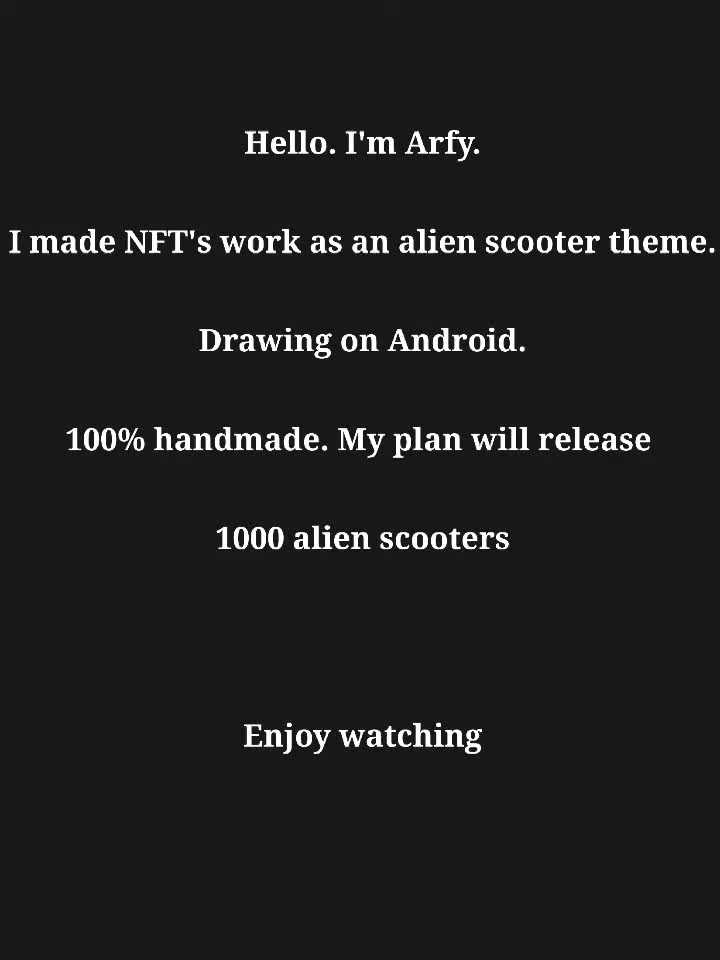 Hello. I'm Arfy.
I made NFT's work as an alien scooter theme.
Drawing on Android.
100% handmade. My plan will release
1000 alien scooters
Enjoy watching